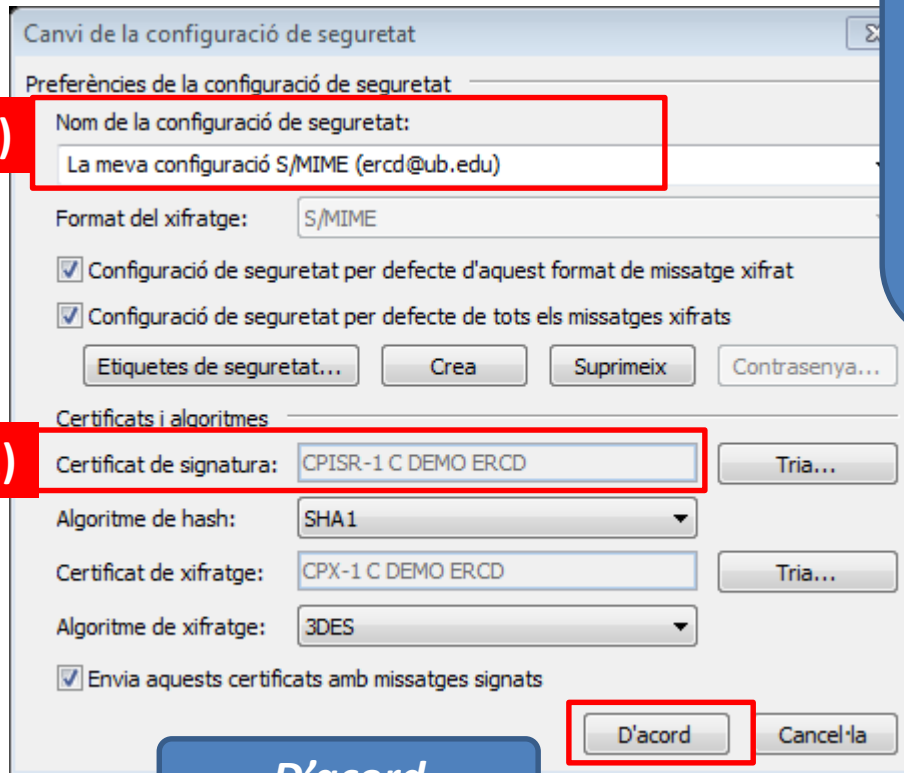 Canvi de la configuració de seguretat
Preferències de la configuració de seguretat
Nom de la configuració de seguretat:
)
La meva configuració S/MIME (ercd@ub.edu)
Format del xifratge: S/MIME
Configuració de seguretat per defecte d'aquest format de missatge xifrat
Configuració de seguretat per defecte de tots els missatges xifrats
Etiquetes de seguretat... Crea Suprimeix Contrasenya...
Certificats i algoritmes
) Certificat de signatura: CPISR-1 C DEMO ERCD Tria...
Algoritme de hash: SHA1
Certificat de xifratge: CPX-1 C DEMO ERCD Tria...
Algoritme de xifratge: 3DES
Envia aquests certificats amb missatges signats
D'acord Cancel·la
D’acord